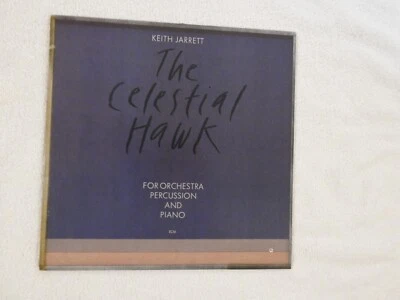 KEITH JARRETT
The
Celestial
Hawk
FOR ORCHESTRA
PERCUSSION
AND
PIANO
ECM